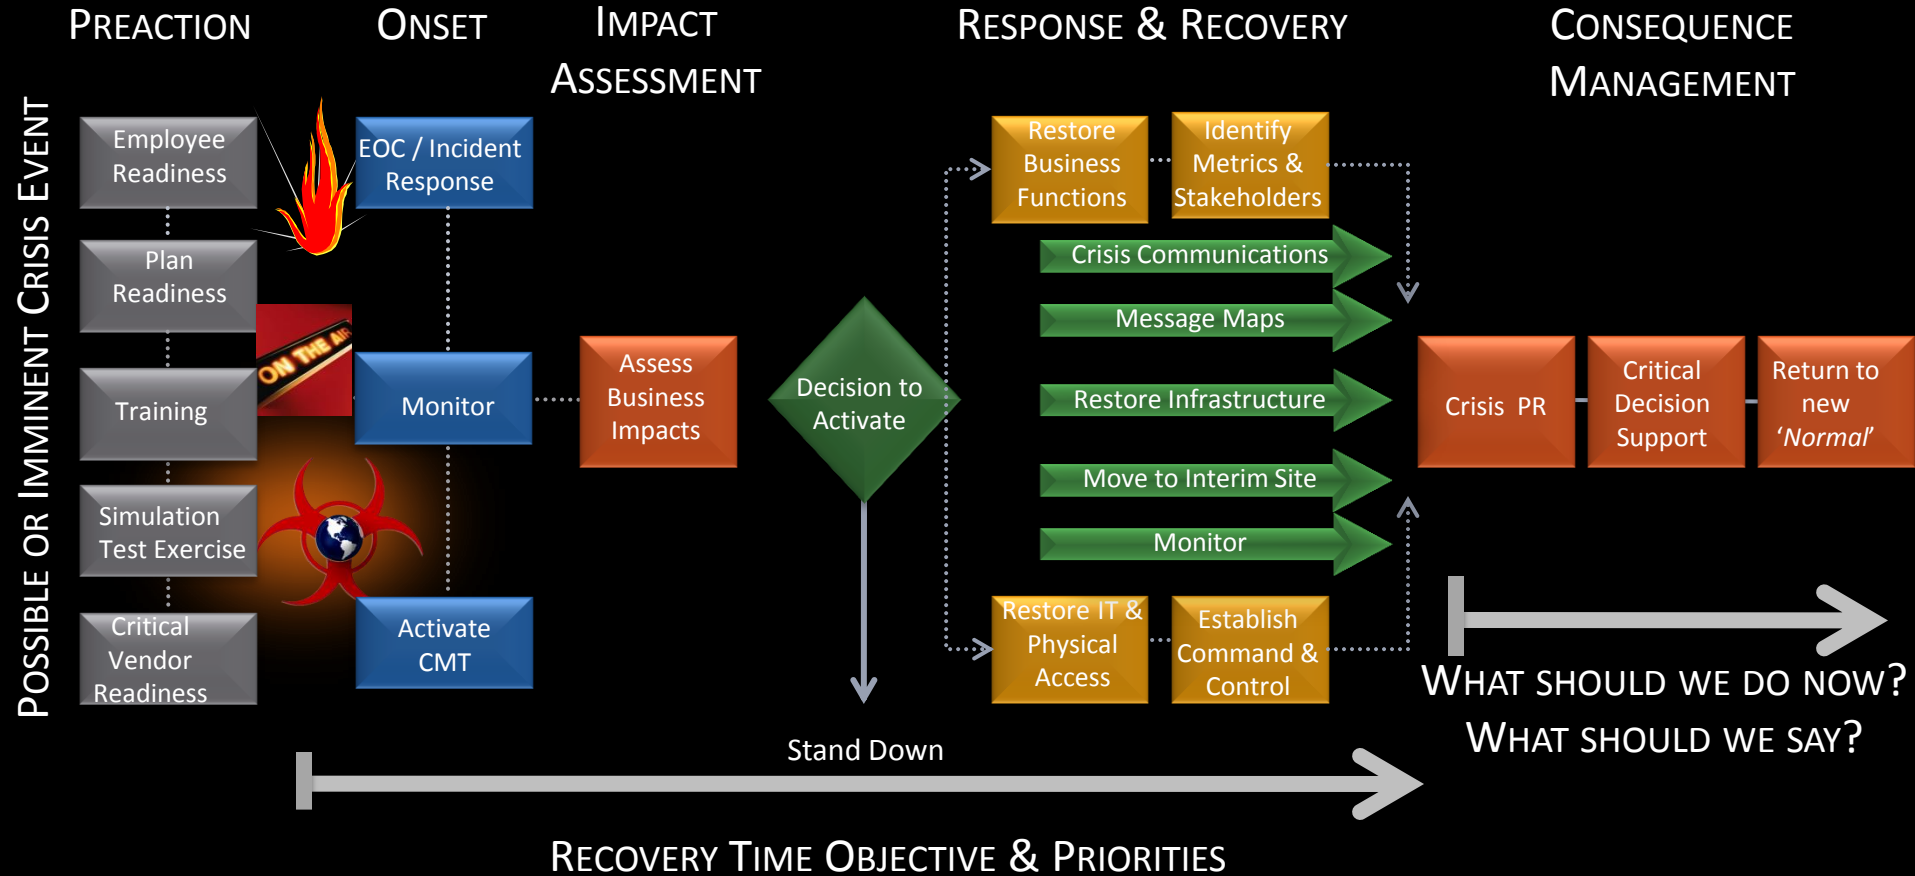 PREACTION
ONSET
IMPACT
ASSESSMENT
RESPONSE & RECOVERY
CONSEQUENCE
MANAGEMENT
POSSIBLE OR IMMINENT CRISIS EVENT
Employee
Readiness
Plan
Readiness
Training
Simulation
Test Exercise
Critical
Vendor
Readiness
ON THE AIR
EOC / Incident
Response
Monitor
Activate
CMT
Assess
Business
Impacts
Decision to
Activate
Stand Down
Restore
Business
Functions
Identify
Metrics &
Stakeholders
Crisis Communications
Message Maps
Restore Infrastructure
Move to Interim Site
Monitor
Restore IT &
Physical
Access
Establish
Command &
Control
Crisis PR
Critical
Decision
Support
Return to
new
‘Normal’
WHAT SHOULD WE DO NOW?
WHAT SHOULD WE SAY?
RECOVERY TIME OBJECTIVE & PRIORITIES